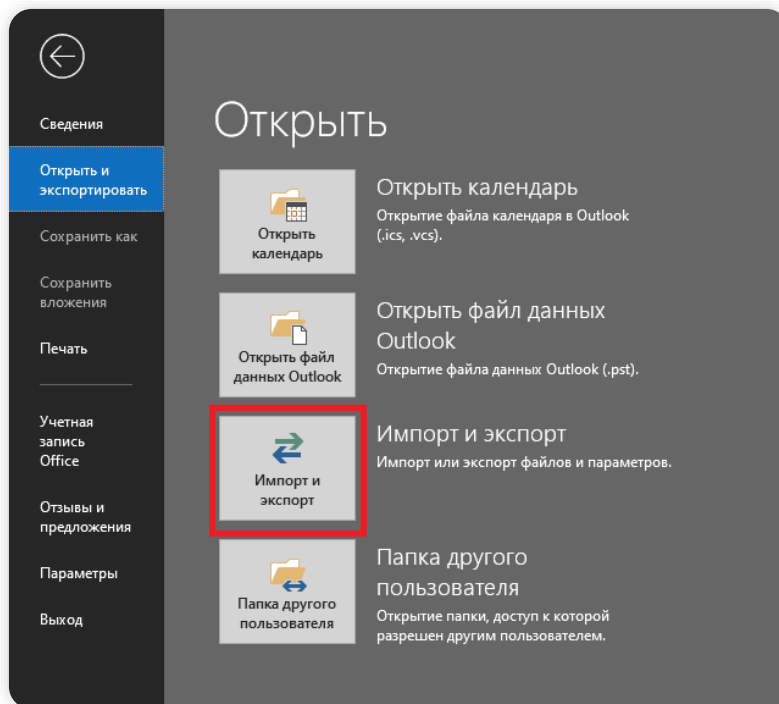 Сведения
Открыть и
экспортировать
Сохранить как
Сохранить
вложения
Печать
Учетная
запись
Office
Отзывы и
предложения
Параметры
Выход
Открыть
Открыть
календарь
Открыть календарь
Открытие файла календаря в Outlook
(.ics, .vcs).
Открыть файл
данных Outlook
Открыть файл данных
Outlook
Открытие файла данных Outlook (.pst).
Импорт и
экспорт
Импорт и экспорт
Импорт или экспорт файлов и параметров.
Папка другого
пользователя
Папка другого
пользователя
Открытие папки, доступ к которой
разрешен другим пользователем.